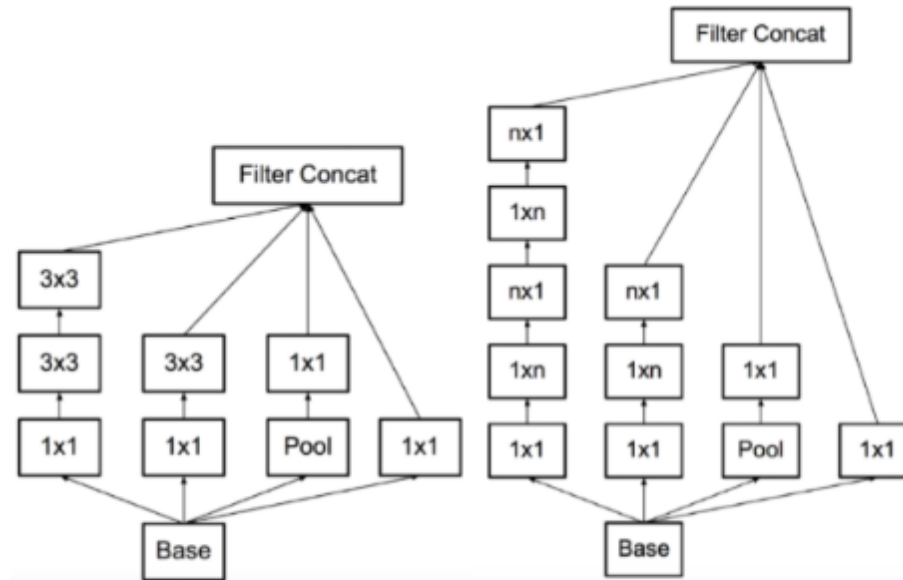 Filter Concat
3x3
3x3
3x3
1x1
1x1
1x1
Pool
1x1
Base
Filter Concat
nx1
1xn
nx1
nx1
1xn
1xn
1x1
1x1
1x1
Pool
1x1
Base